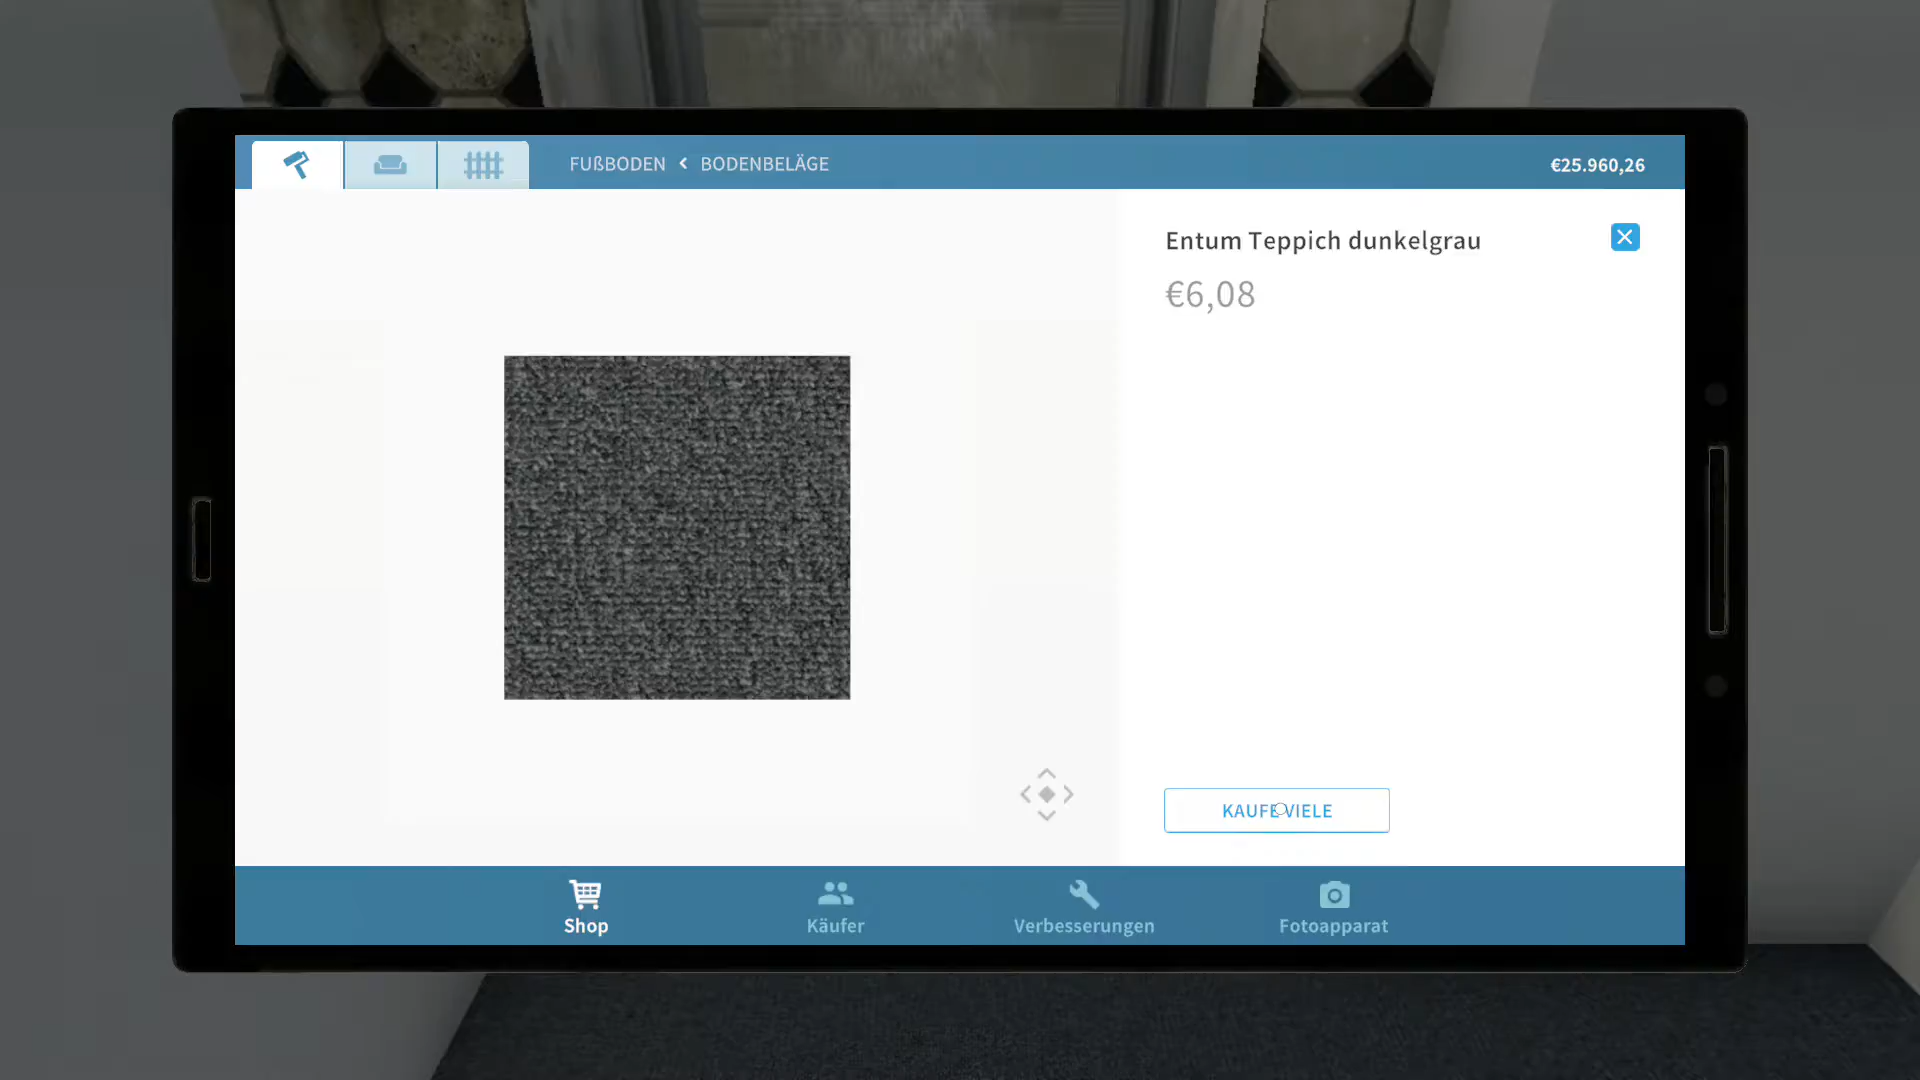 FUßBODEN < BODENBELÄGE
€25.960,26
Entum Teppich dunkelgrau
€6,08
KAUFE VIELE
Shop
Käufer
Verbesserungen
Fotoapparat